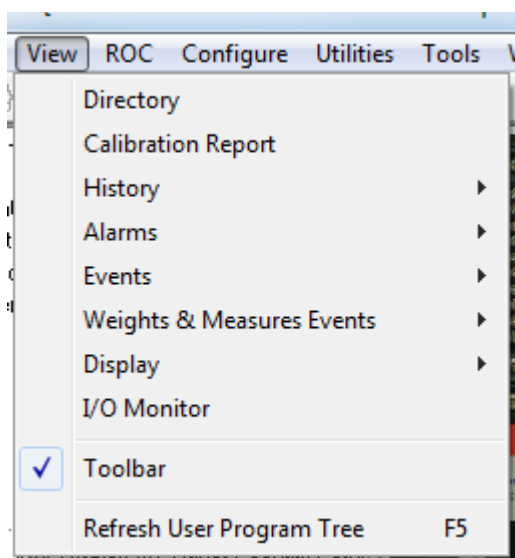 View ROC Configure Utilities Tools
Directory
Calibration Report
History
Alarms
Events
Weights & Measures Events
Display
I/O Monitor
Toolbar
Refresh User Program Tree F5